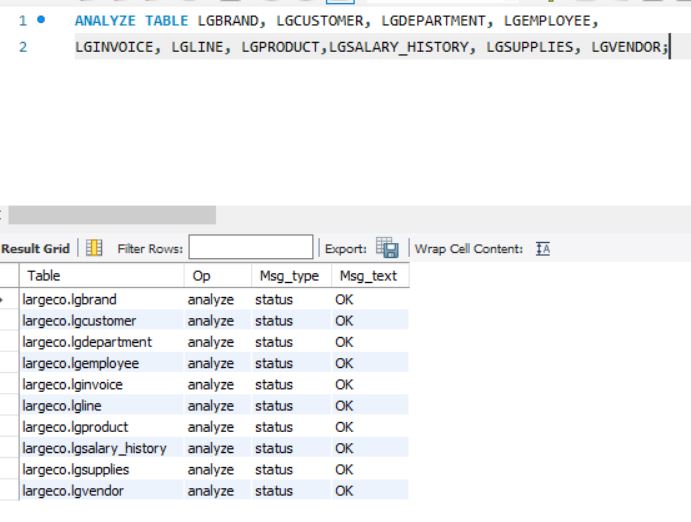 1 ANALYZE TABLE LGBRAND, LGCUSTOMER, LGDEPARTMENT, LGEMPLOYEE,
2 LGINVOICE, LGLINE, LGPRODUCT,LGSALARY_HISTORY, LGSUPPLIES, LGVENDOR;
Result Grid Filter Rows: Export: Wrap Cell Content:
Table Op Msg_type Msg_text
largeco.lgbrand analyze status OK
largeco.lgcustomer analyze status OK
largeco.lgdepartment analyze status OK
largeco.lgemployee analyze status OK
largeco.lginvoice analyze status OK
largeco.lgline analyze status OK
largeco.lgproduct analyze status OK
largeco.lgsalary_history analyze status OK
largeco.lgsupplies analyze status OK
largeco.lgvendor analyze status OK